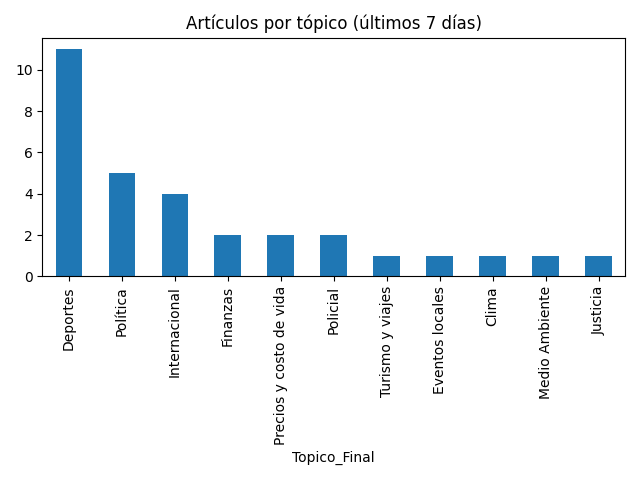 Artículos por tópico (últimos 7 días)
10
8
6
4
2
0
Deportes
Política
Internacional
Finanzas
Precios y costo de vida
Policial
Turismo y viajes
Eventos locales
Clima
Medio Ambiente
Justicia
Topico_Final